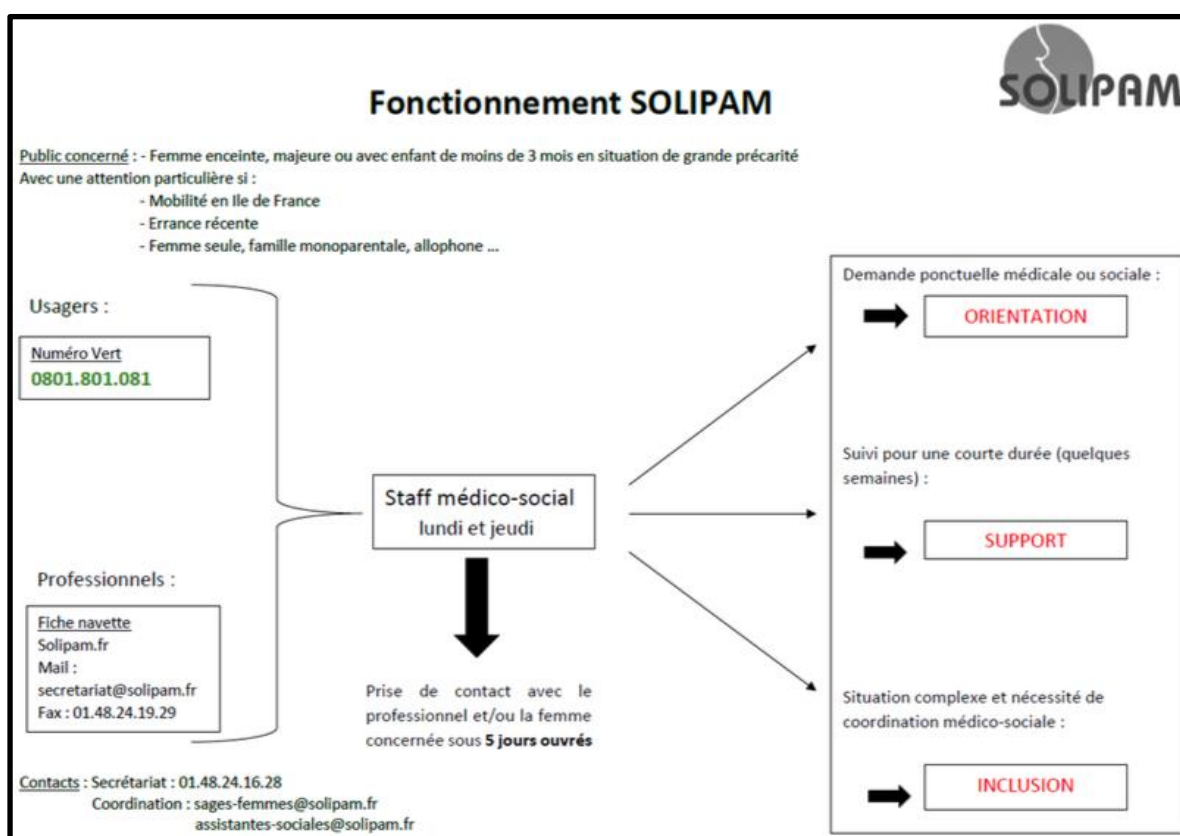 SOLIPAM
Fonctionnement SOLIPAM
Public concerné : - Femme enceinte, majeure ou avec enfant de moins de 3 mois en situation de grande précarité
Avec une attention particulière si :
- Mobilité en Ile de France
- Errance récente
- Femme seule, famille monoparentale, allophone ...
Usagers :
Numéro Vert
0801.801.081
Professionnels :
Fiche navette
Solipam.fr
Mail :
secretariat@solipam.fr
Fax : 01.48.24.19.29
Contacts : Secrétariat : 01.48.24.16.28
Coordination : sages-femmes@solipam.fr
assistantes-sociales@solipam.fr
Staff médico-social
lundi et jeudi
Prise de contact avec le
professionnel et/ou la femme
concernée sous 5 jours ouvrés
Demande ponctuelle médicale ou sociale :
ORIENTATION
Suivi pour une courte durée (quelques
semaines) :
SUPPORT
Situation complexe et nécessité de
coordination médico-sociale :
INCLUSION